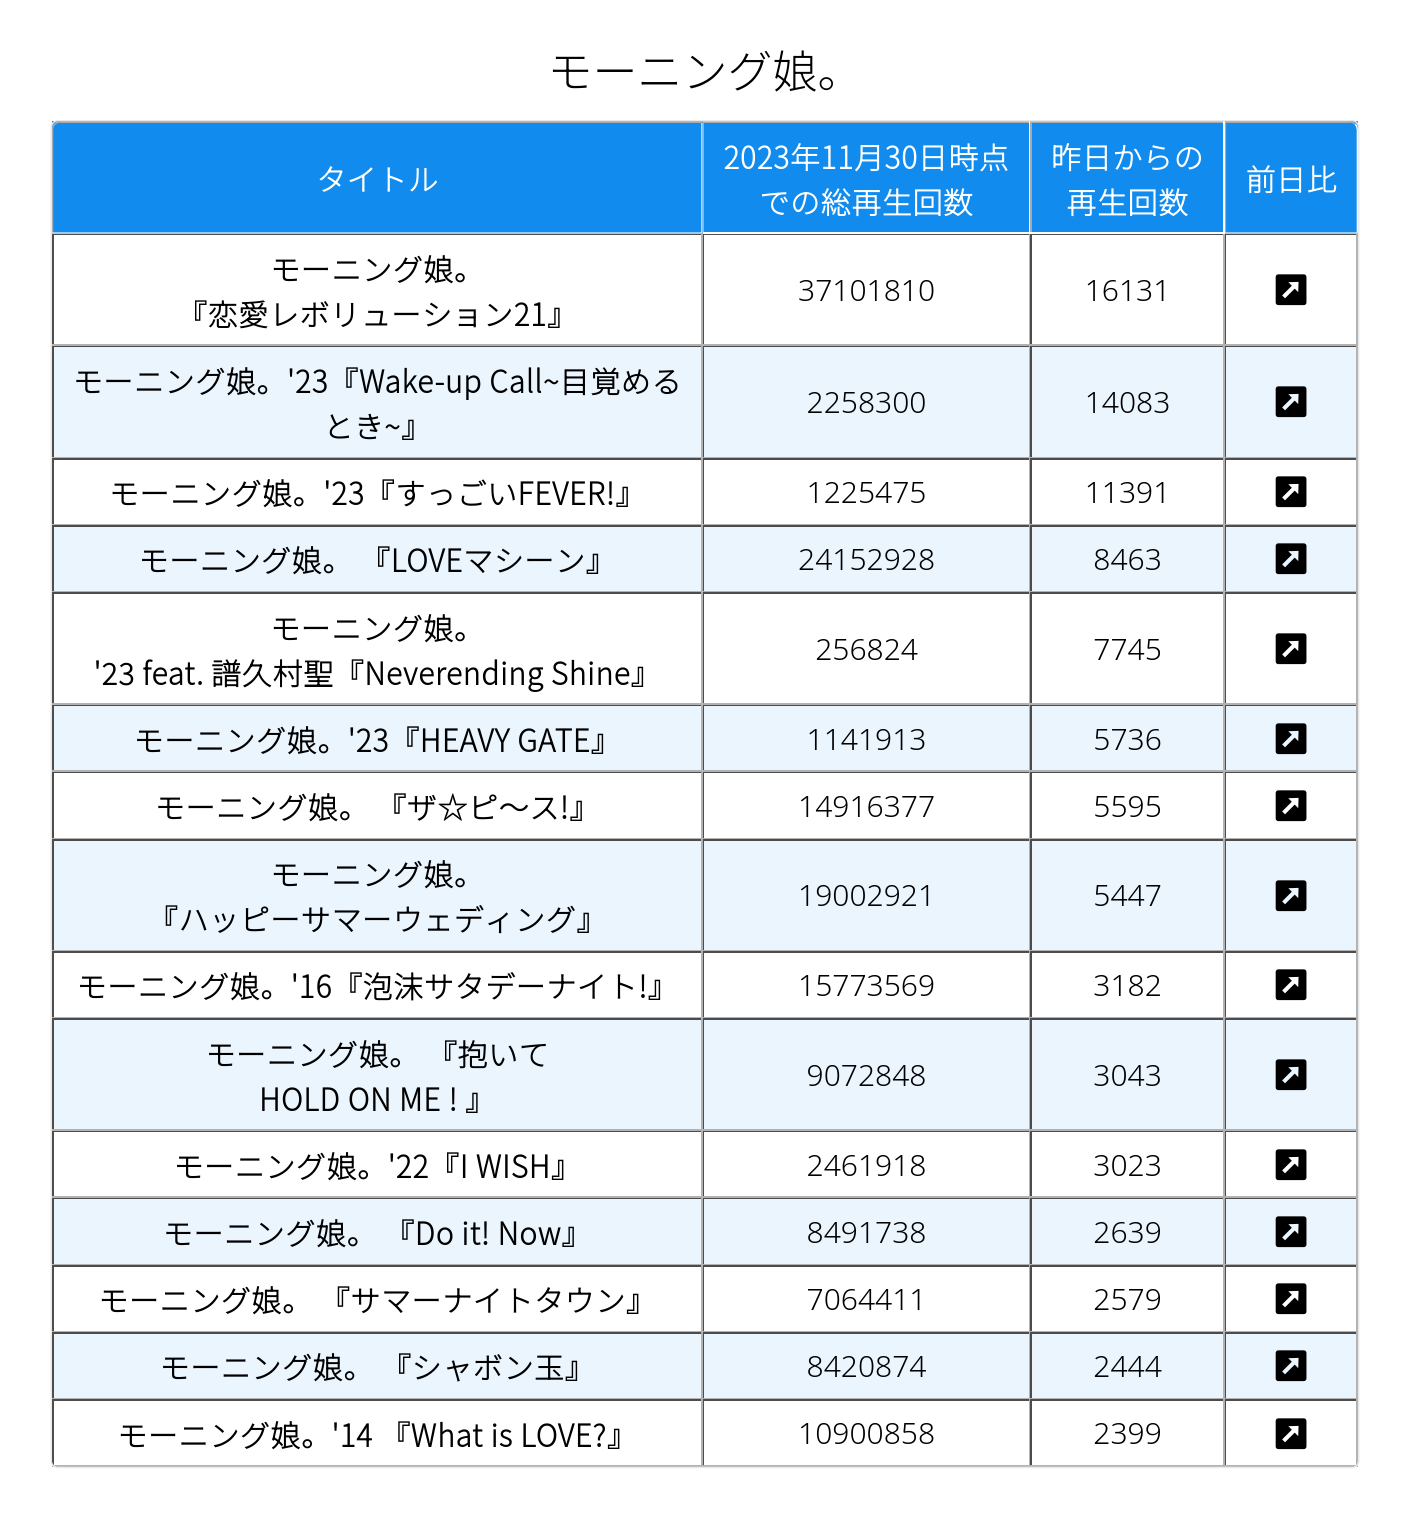 モーニング娘。
タイトル
2023年11月30日時点
での総再生回数
昨日からの
再生回数
前日比
モーニング娘。
『恋愛レボリューション21』
37101810
16131
モーニング娘。'23『Wake-up Call~目覚める
とき~』
2258300
14083
モーニング娘。'23『すっごいFEVER!』
1225475
11391
モーニング娘。 『LOVEマシーン』
24152928
8463
モーニング娘。
'23 feat. 譜久村聖『Neverending Shine』
256824
7745
モーニング娘。'23『HEAVY GATE』
1141913
5736
モーニング娘。 『ザ☆ピ〜ス!』
14916377
5595
モーニング娘。
『ハッピーサマーウェディング』
19002921
5447
モーニング娘。'16『泡沫サタデーナイト!』
15773569
3182
モーニング娘。 『抱いて
HOLD ON ME ! 』
9072848
3043
モーニング娘。'22『I WISH』
2461918
3023
モーニング娘。 『Do it! Now』
8491738
2639
モーニング娘。 『サマーナイトタウン』
7064411
2579
モーニング娘。 『シャボン玉』
8420874
2444
モーニング娘。'14 『What is LOVE?』
10900858
2399